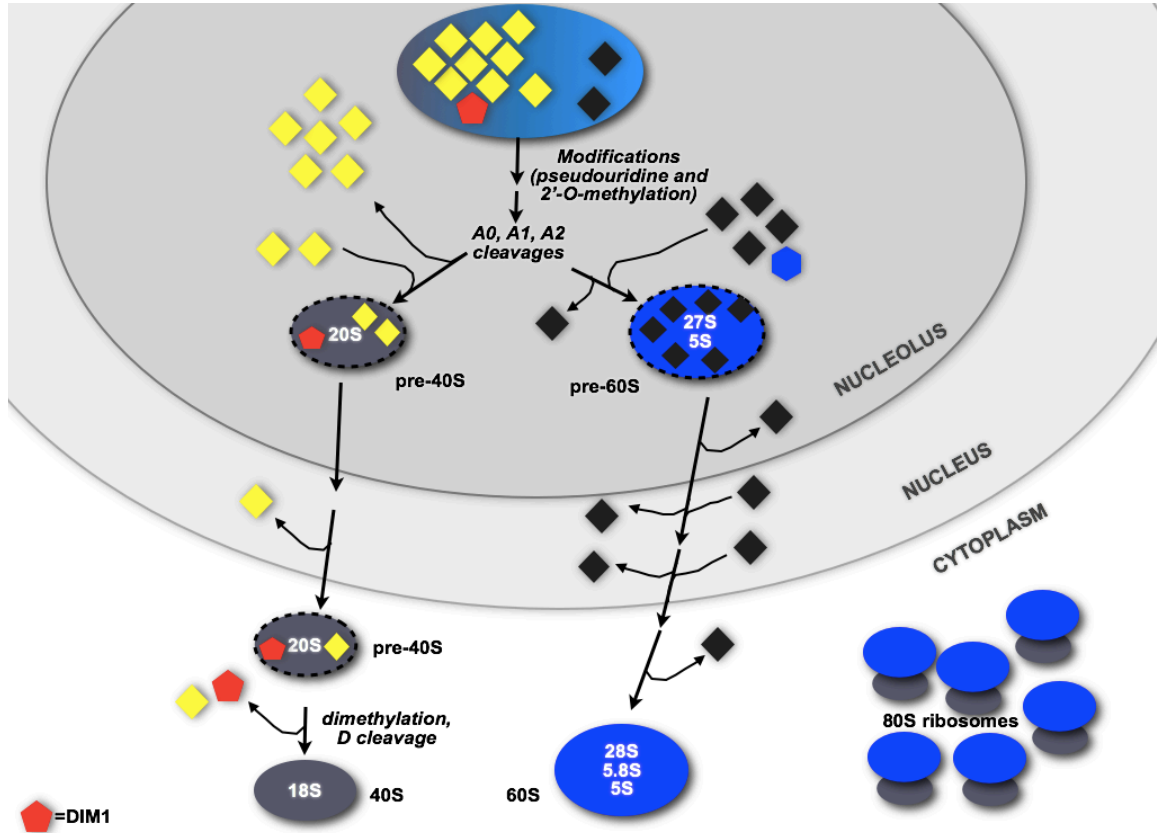 Modifications
(pseudouridine and
2'-O-methylation)
A0, A1, A2
cleavages
20S
pre-40S
27S
5S
pre-60S
NUCLEOLUS
NUCLEUS
CYTOPLASM
20S
pre-40S
dimethylation,
D cleavage
18S
40S
60S
28S
5.8S
5S
80S ribosomes
=DIM1